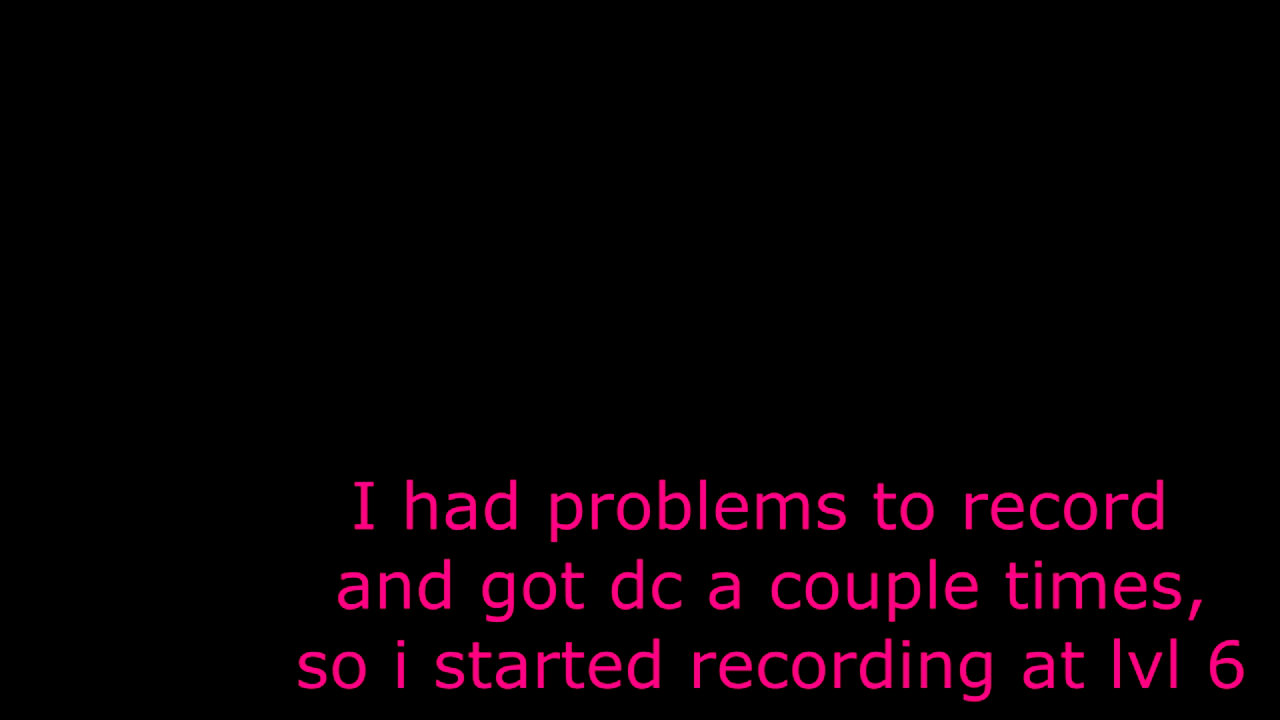 I had problems to record
and got dc a couple times,
so i started recording at lvl 6